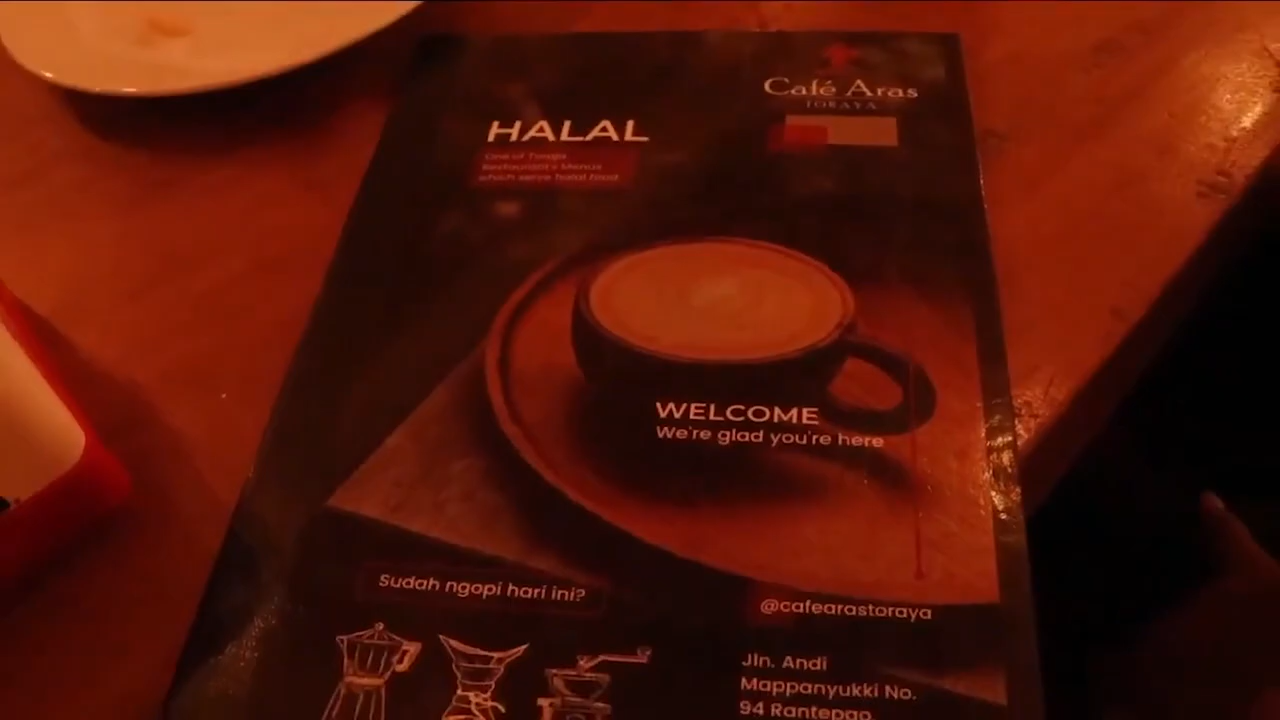 Café Aras
TORAYA
HALAL
One of Toraja
Restaurant's Menus
which serve halal food
WELCOME
We're glad you're here
Sudah ngopi hari ini?
@cafearastoraya
Jln. Andi
Mappanyukki No.
94 Rantepao